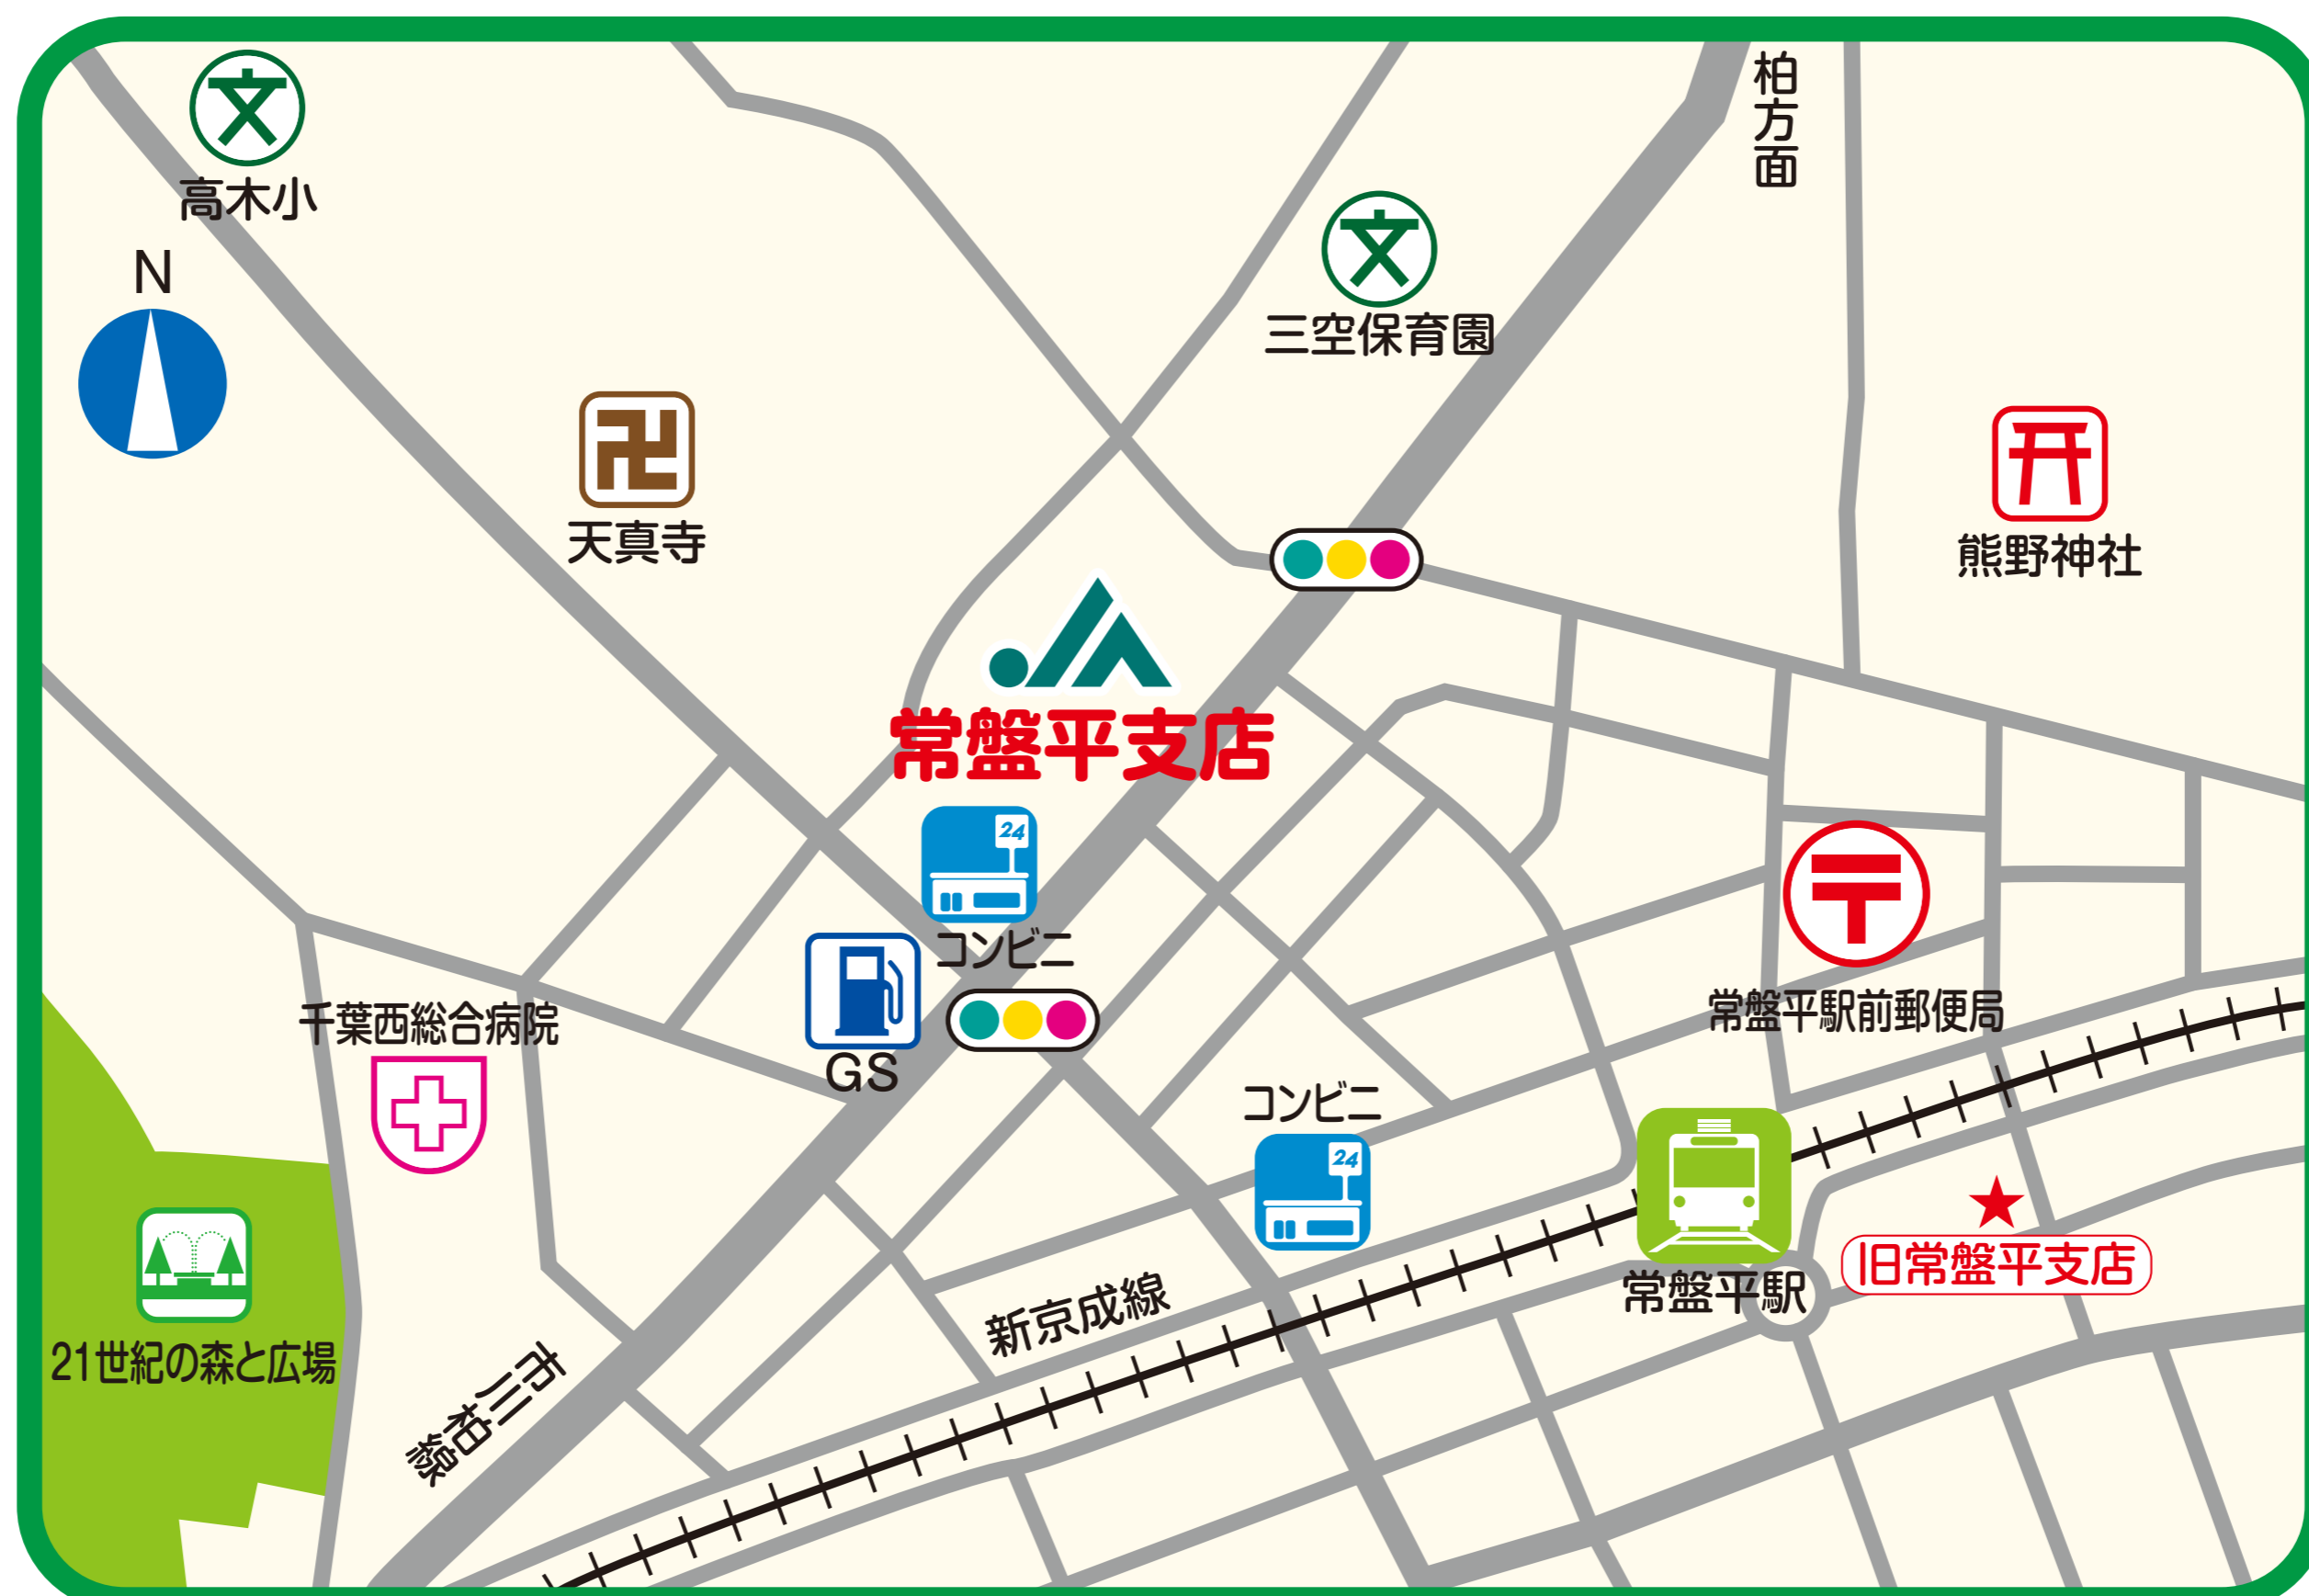 柏方面
高木小
N
三空保育園
天真寺
熊野神社
JA
常盤平支店
24
コンビニ
千葉西総合病院
GS
常盤平駅前郵便局
コンビニ
24
21世紀の森と広場
新京成線
常盤平駅
旧常盤平支店
市川柏線